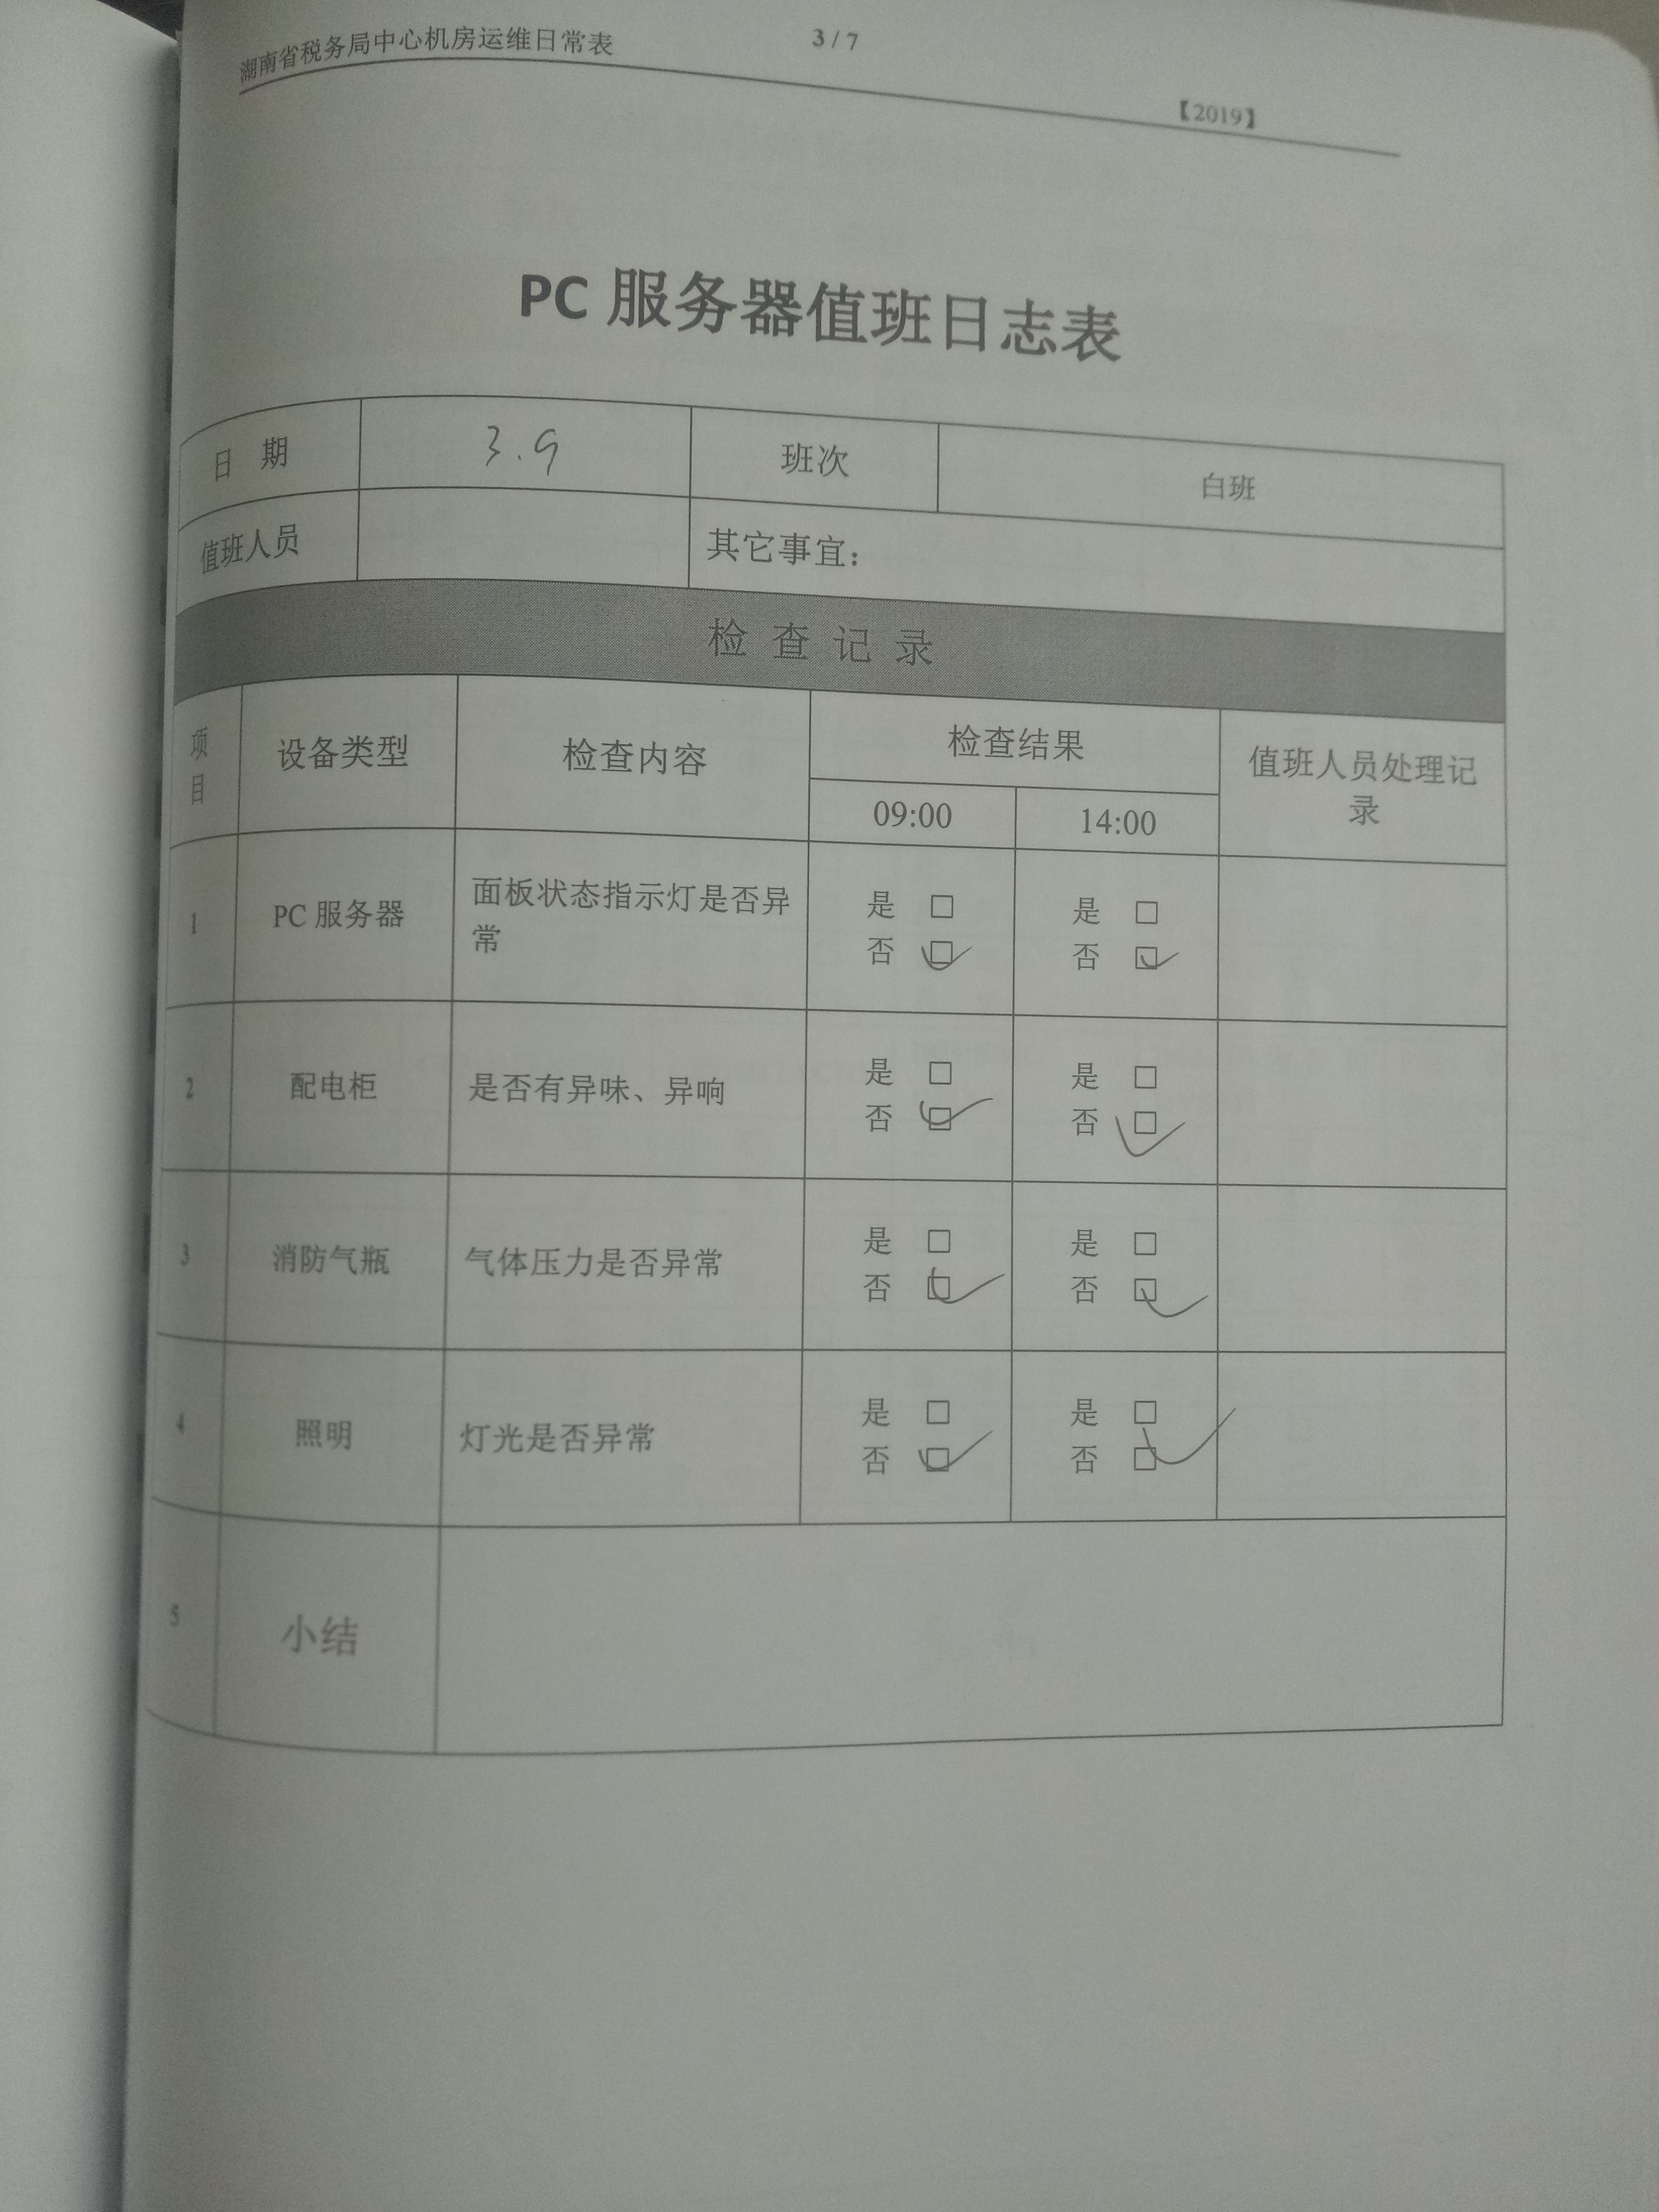 湖南省税务局中心机房运维日常表 3 / 7 【2019】
PC 服务器值班日志表
日 期 3.9 班次 白班
值班人员 其它事宜：
检 查 记 录
项目 设备类型 检查内容 检查结果 值班人员处理记录
09:00 14:00
1 PC 服务器 面板状态指示灯是否异常 是 □ 是 □
否 ☑ 否 ☑
2 配电柜 是否有异味、异响 是 □ 是 □
否 ☑ 否 ☑
3 消防气瓶 气体压力是否异常 是 □ 是 □
否 ☑ 否 ☑
4 照明 灯光是否异常 是 □ 是 □
否 ☑ 否 ☑
5 小结